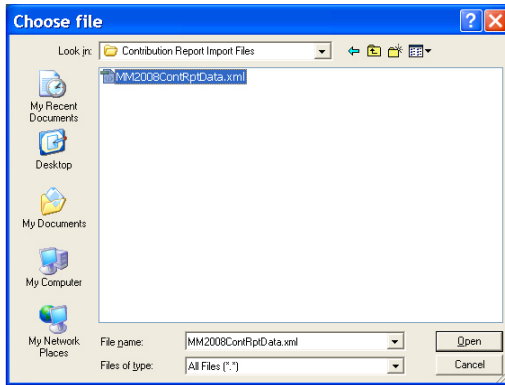 Choose file
Look in:
Contribution Report Import Files
MM2008ContRptData.xml
My Recent
Documents
Desktop
My Documents
My Computer
My Network
Places
File name:
MM2008ContRptData.xml
Open
Files of type:
All Files (*.*)
Cancel